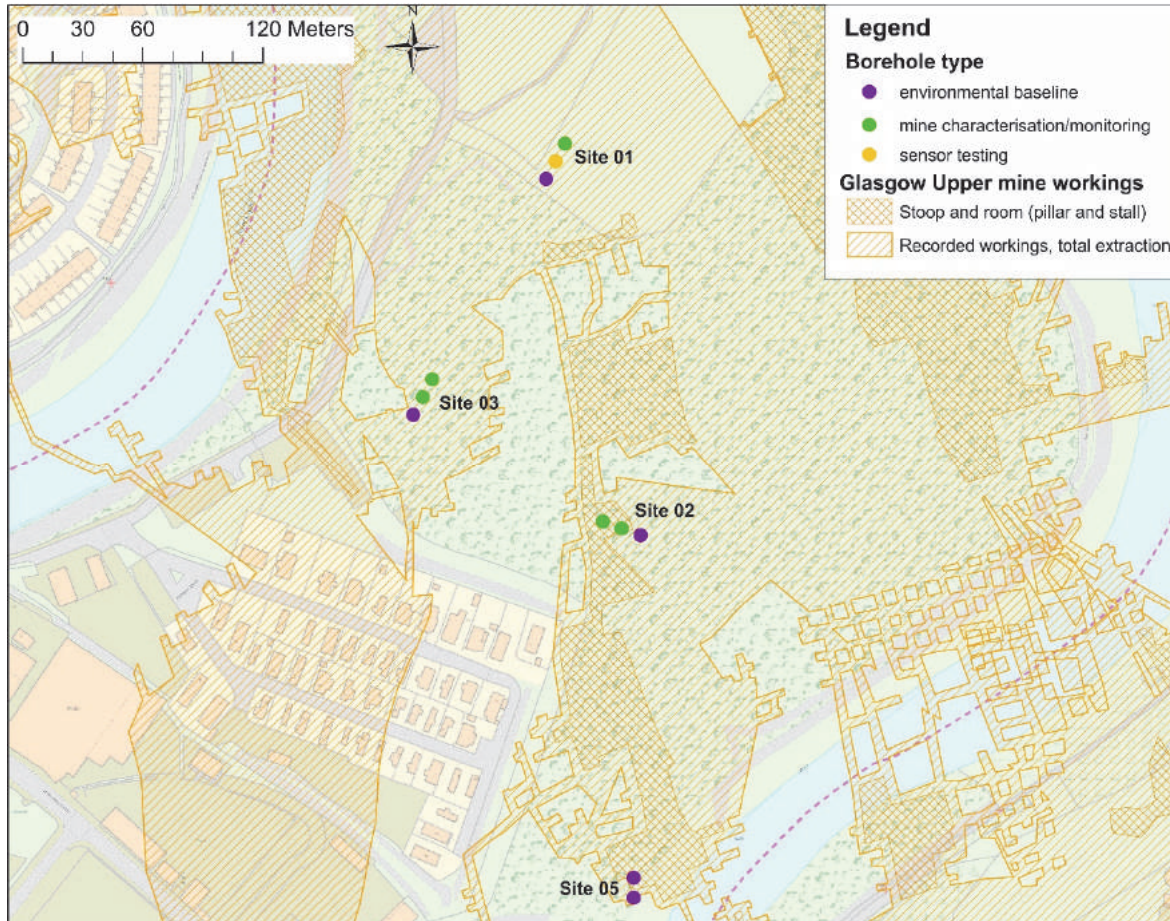 0 30 60 120 Meters
N
Legend
Borehole type
environmental baseline
mine characterisation/monitoring
sensor testing
Glasgow Upper mine workings
Stoop and room (pillar and stall)
Recorded workings, total extraction
Site 01
Site 03
Site 02
Site 05